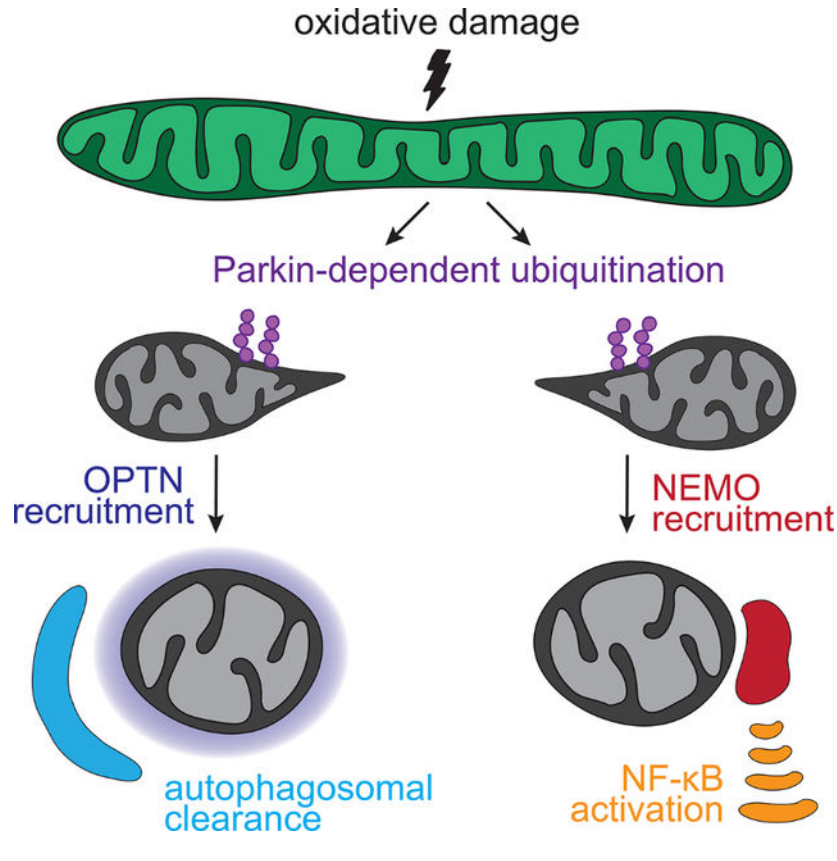 oxidative damage
Parkin-dependent ubiquitination
OPTN
recruitment
NEMO
recruitment
autophagosomal
clearance
NF-κB
activation